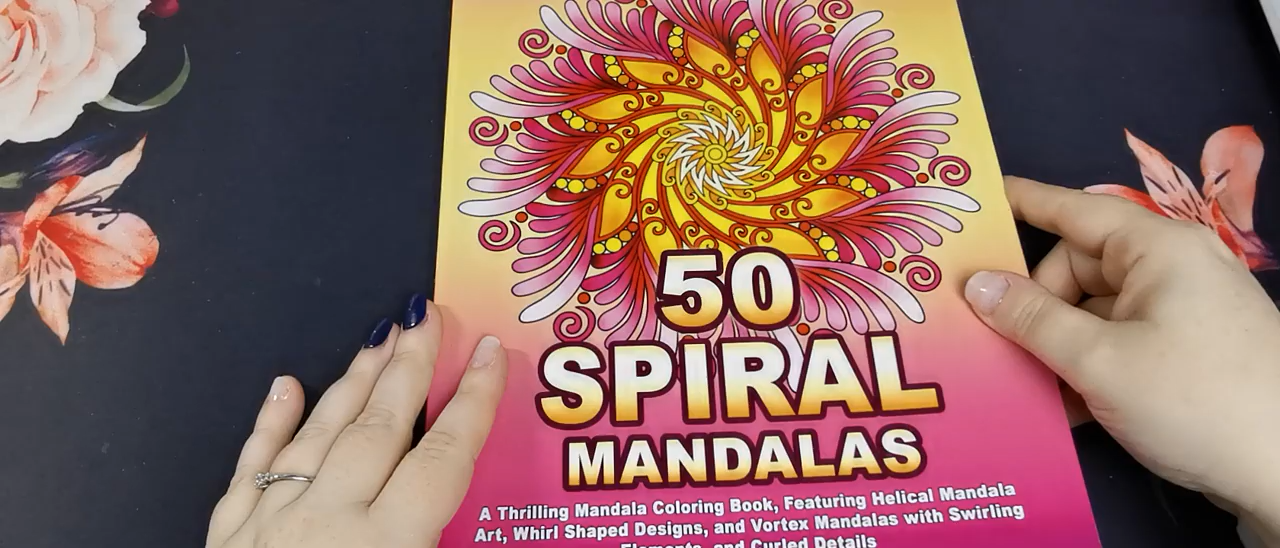 50
SPIRAL
MANDALAS
A Thrilling Mandala Coloring Book, Featuring Helical Mandala
Art, Whirl Shaped Designs, and Vortex Mandalas with Swirling
Elements, and Curled Details